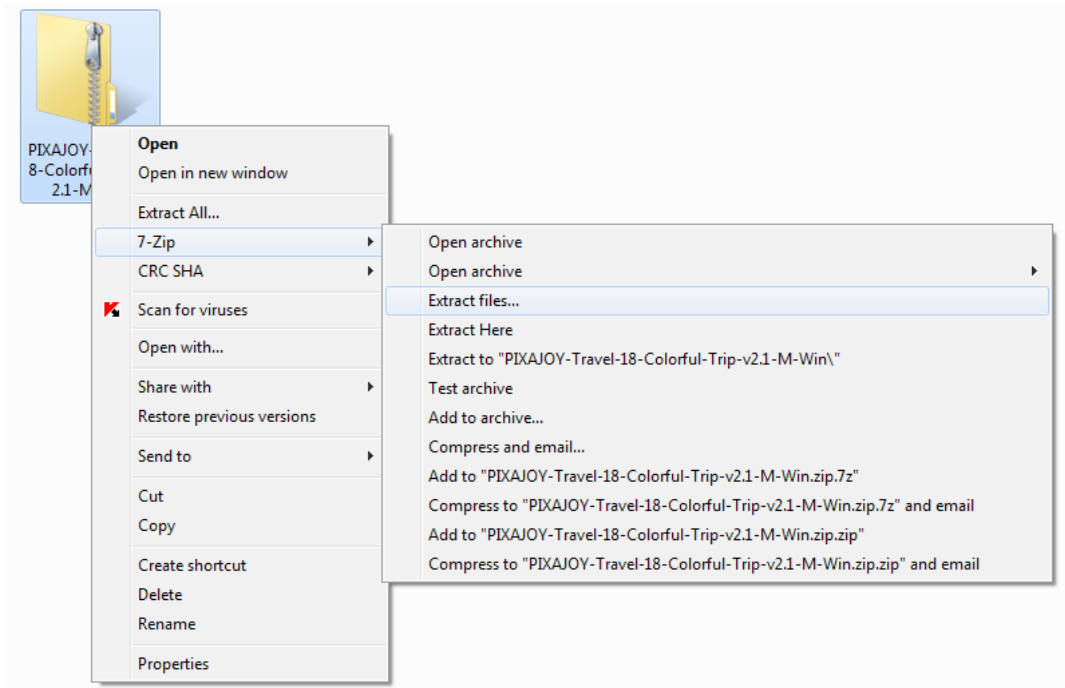 PIXAJOY-
8-Colorf
2.1-M
Open
Open in new window
Extract All...
7-Zip
CRC SHA
Scan for viruses
Open with...
Share with
Restore previous versions
Send to
Cut
Copy
Create shortcut
Delete
Rename
Properties
Open archive
Open archive
Extract files...
Extract Here
Extract to "PIXAJOY-Travel-18-Colorful-Trip-v2.1-M-Win\"
Test archive
Add to archive...
Compress and email...
Add to "PIXAJOY-Travel-18-Colorful-Trip-v2.1-M-Win.zip.7z"
Compress to "PIXAJOY-Travel-18-Colorful-Trip-v2.1-M-Win.zip.7z" and email
Add to "PIXAJOY-Travel-18-Colorful-Trip-v2.1-M-Win.zip.zip"
Compress to "PIXAJOY-Travel-18-Colorful-Trip-v2.1-M-Win.zip.zip" and email